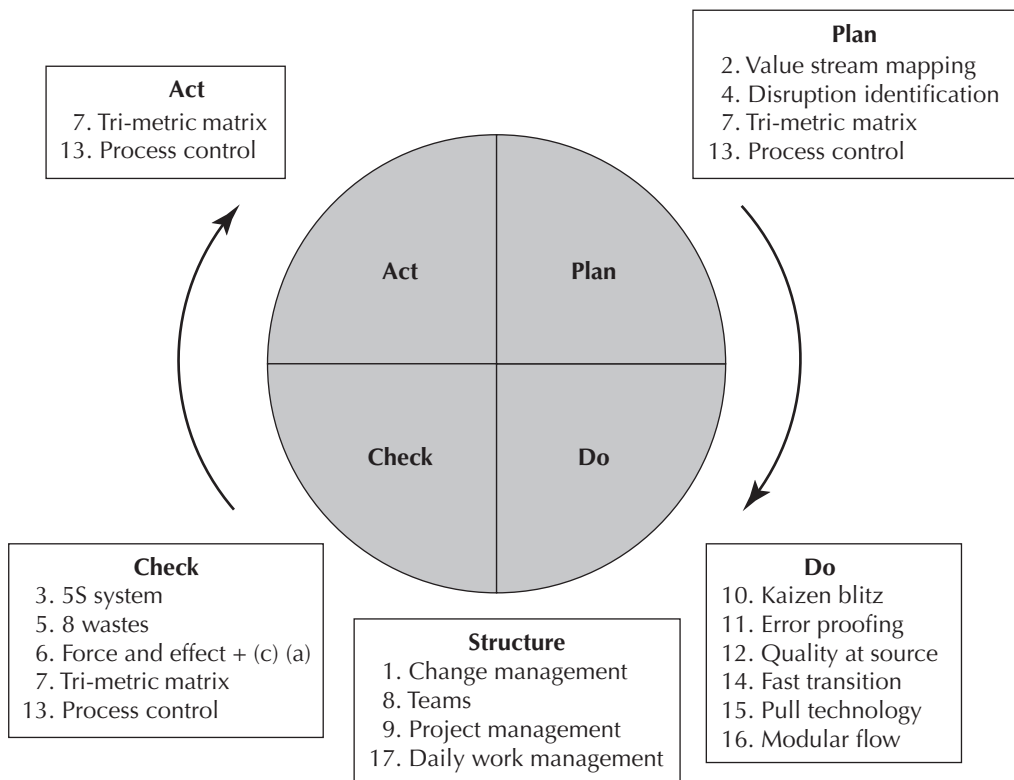 Plan
2. Value stream mapping
4. Disruption identification
7. Tri-metric matrix
13. Process control
Act
7. Tri-metric matrix
13. Process control
Act
Plan
Check
Do
Check
3. 5S system
5. 8 wastes
6. Force and effect + (c) (a)
7. Tri-metric matrix
13. Process control
Structure
1. Change management
8. Teams
9. Project management
17. Daily work management
Do
10. Kaizen blitz
11. Error proofing
12. Quality at source
14. Fast transition
15. Pull technology
16. Modular flow